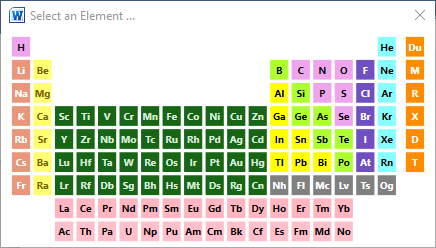 W Select an Element ...
H He Du
Li Be B C N O F Ne M
Na Mg Al Si P S Cl Ar R
K Ca Sc Ti V Cr Mn Fe Co Ni Cu Zn Ga Ge As Se Br Kr X
Rb Sr Y Zr Nb Mo Tc Ru Rh Pd Ag Cd In Sn Sb Te I Xe D
Cs Ba Lu Hf Ta W Re Os Ir Pt Au Hg Tl Pb Bi Po At Rn T
Fr Ra Lr Rf Db Sg Bh Hs Mt Ds Rg Cn Nh Fl Mc Lv Ts Og
La Ce Pr Nd Pm Sm Eu Gd Tb Dy Ho Er Tm Yb
Ac Th Pa U Np Pu Am Cm Bk Cf Es Fm Md No